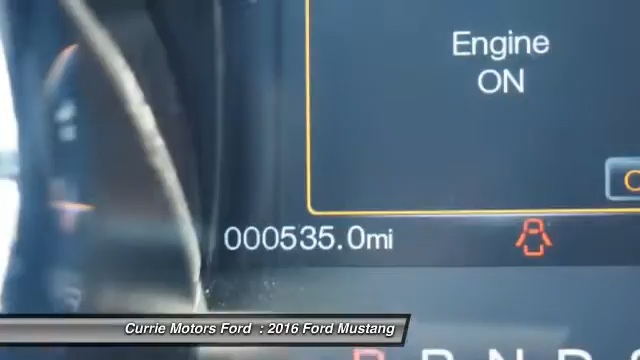 Engine
ON
000535.0mi
Currie Motors Ford : 2016 Ford Mustang
P R N D S